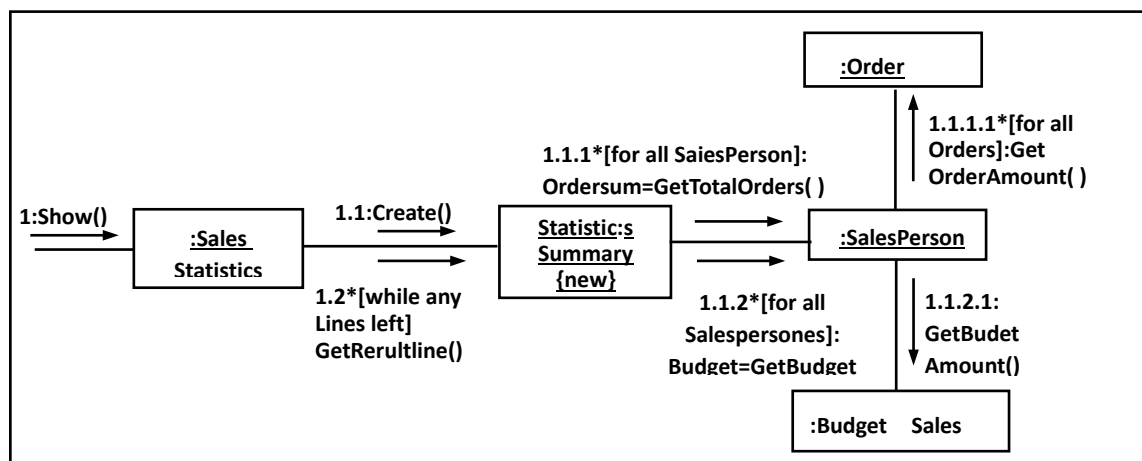 :Order
1.1.1.1*[for all
Orders]:Get
OrderAmount( )
1.1.1*[for all SaiesPerson]:
Ordersum=GetTotalOrders( )
1:Show()
:Sales
Statistics
1.1:Create()
Statistic:s
Summary
{new}
:SalesPerson
1.2*[while any
Lines left]
GetRerultline()
1.1.2*[for all
Salespersones]:
Budget=GetBudget
1.1.2.1:
GetBudet
Amount()
:Budget Sales